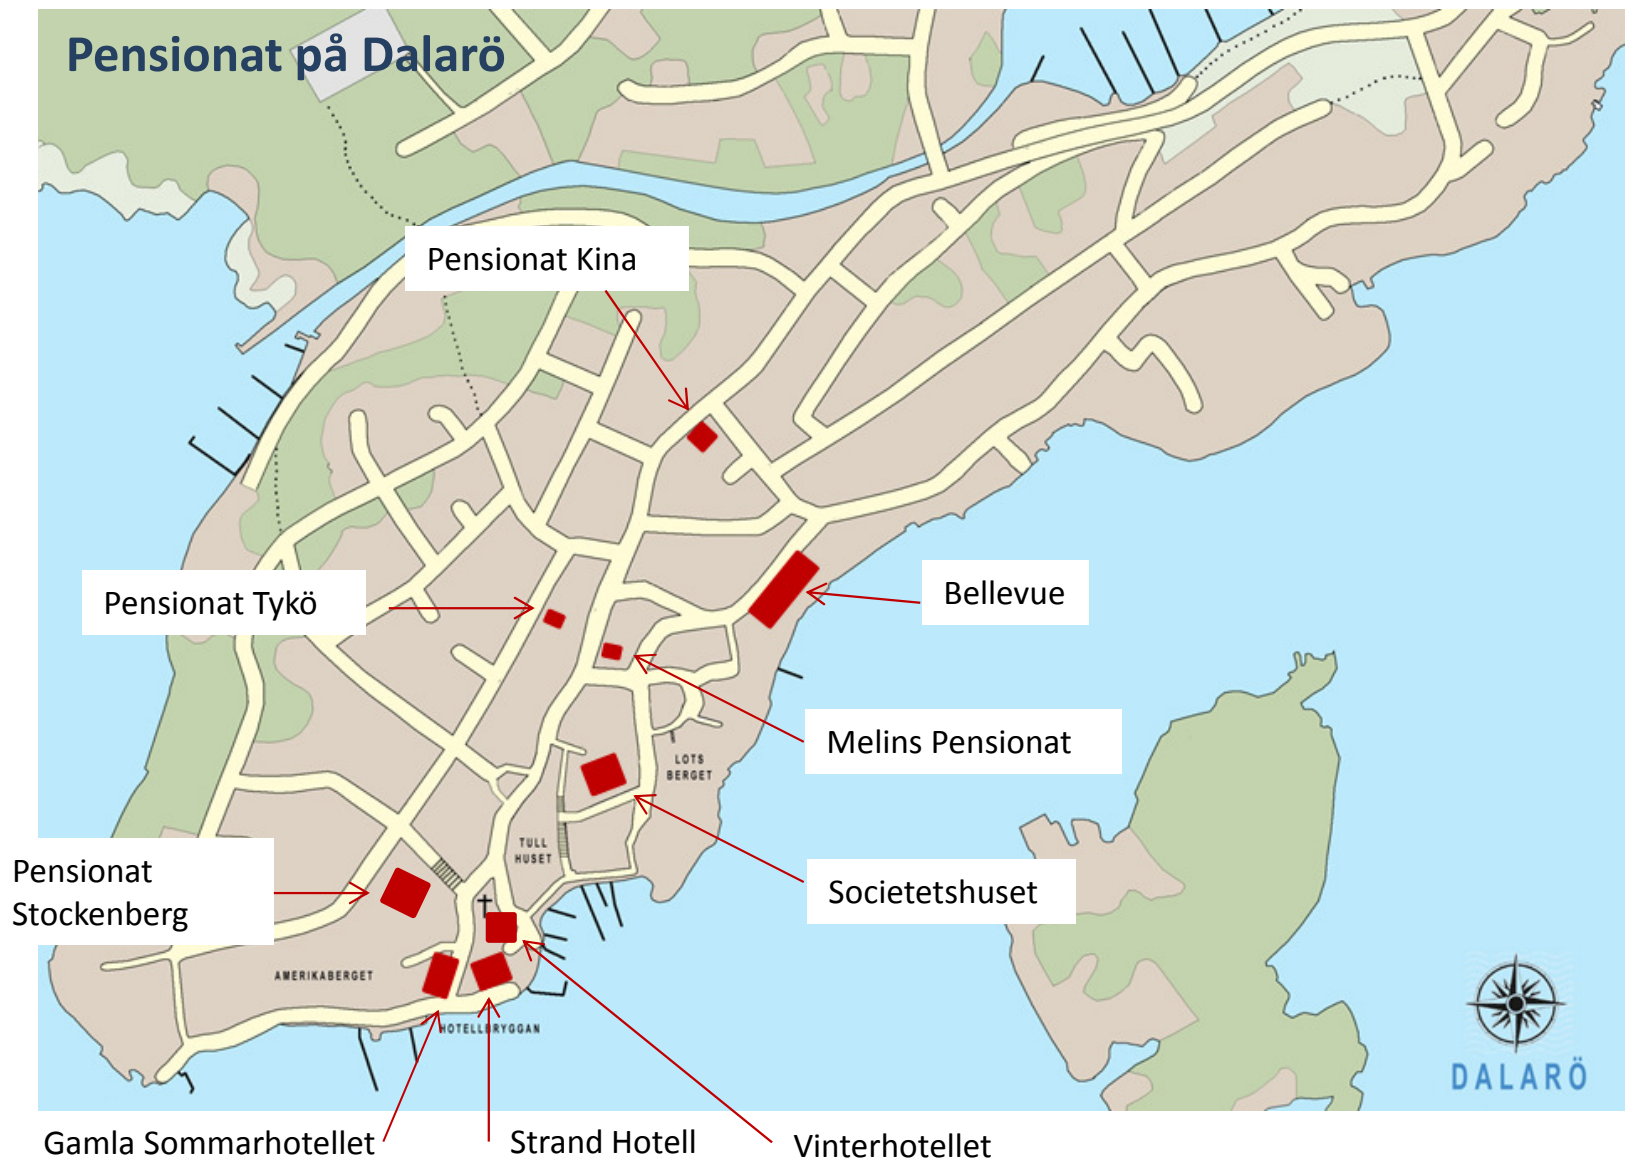 Pensionat på Dalarö
Pensionat Kina
Pensionat Tykö
Bellevue
Melins Pensionat
LOTS
BERGET
TULL
HUSET
Pensionat
Stockenberg
Societetshuset
AMERIKABERGET
HOTELLBRYGGAN
DALARÖ
Gamla Sommarhotellet
Strand Hotell
Vinterhotellet